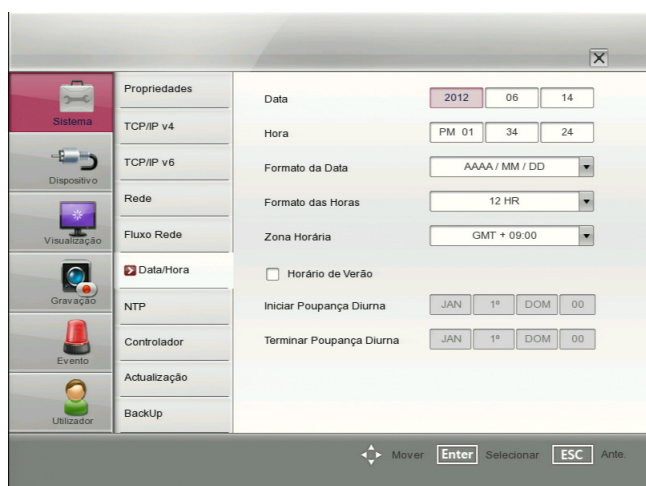 Sistema
Dispositivo
Visualização
Gravação
Evento
Utilizador
Propriedades
TCP/IP v4
TCP/IP v6
Rede
Fluxo Rede
Data/Hora
NTP
Controlador
Actualização
BackUp
Data 2012 06 14
Hora PM 01 34 24
Formato da Data AAAA / MM / DD
Formato das Horas 12 HR
Zona Horária GMT + 09:00
Horário de Verão
Iniciar Poupança Diurna JAN 1º DOM 00
Terminar Poupança Diurna JAN 1º DOM 00
Mover Enter Selecionar ESC Ante.